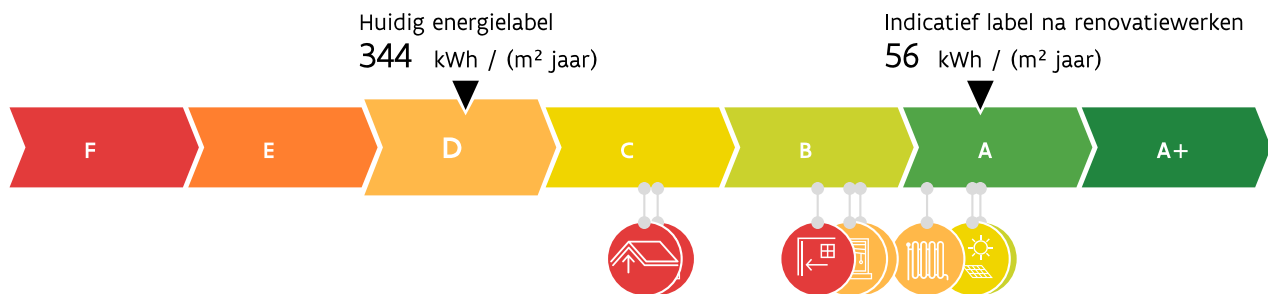 Huidig energielabel
344 kWh / (m² jaar)
Indicatief label na renovatiewerken
56 kWh / (m² jaar)
F E D C B A A+